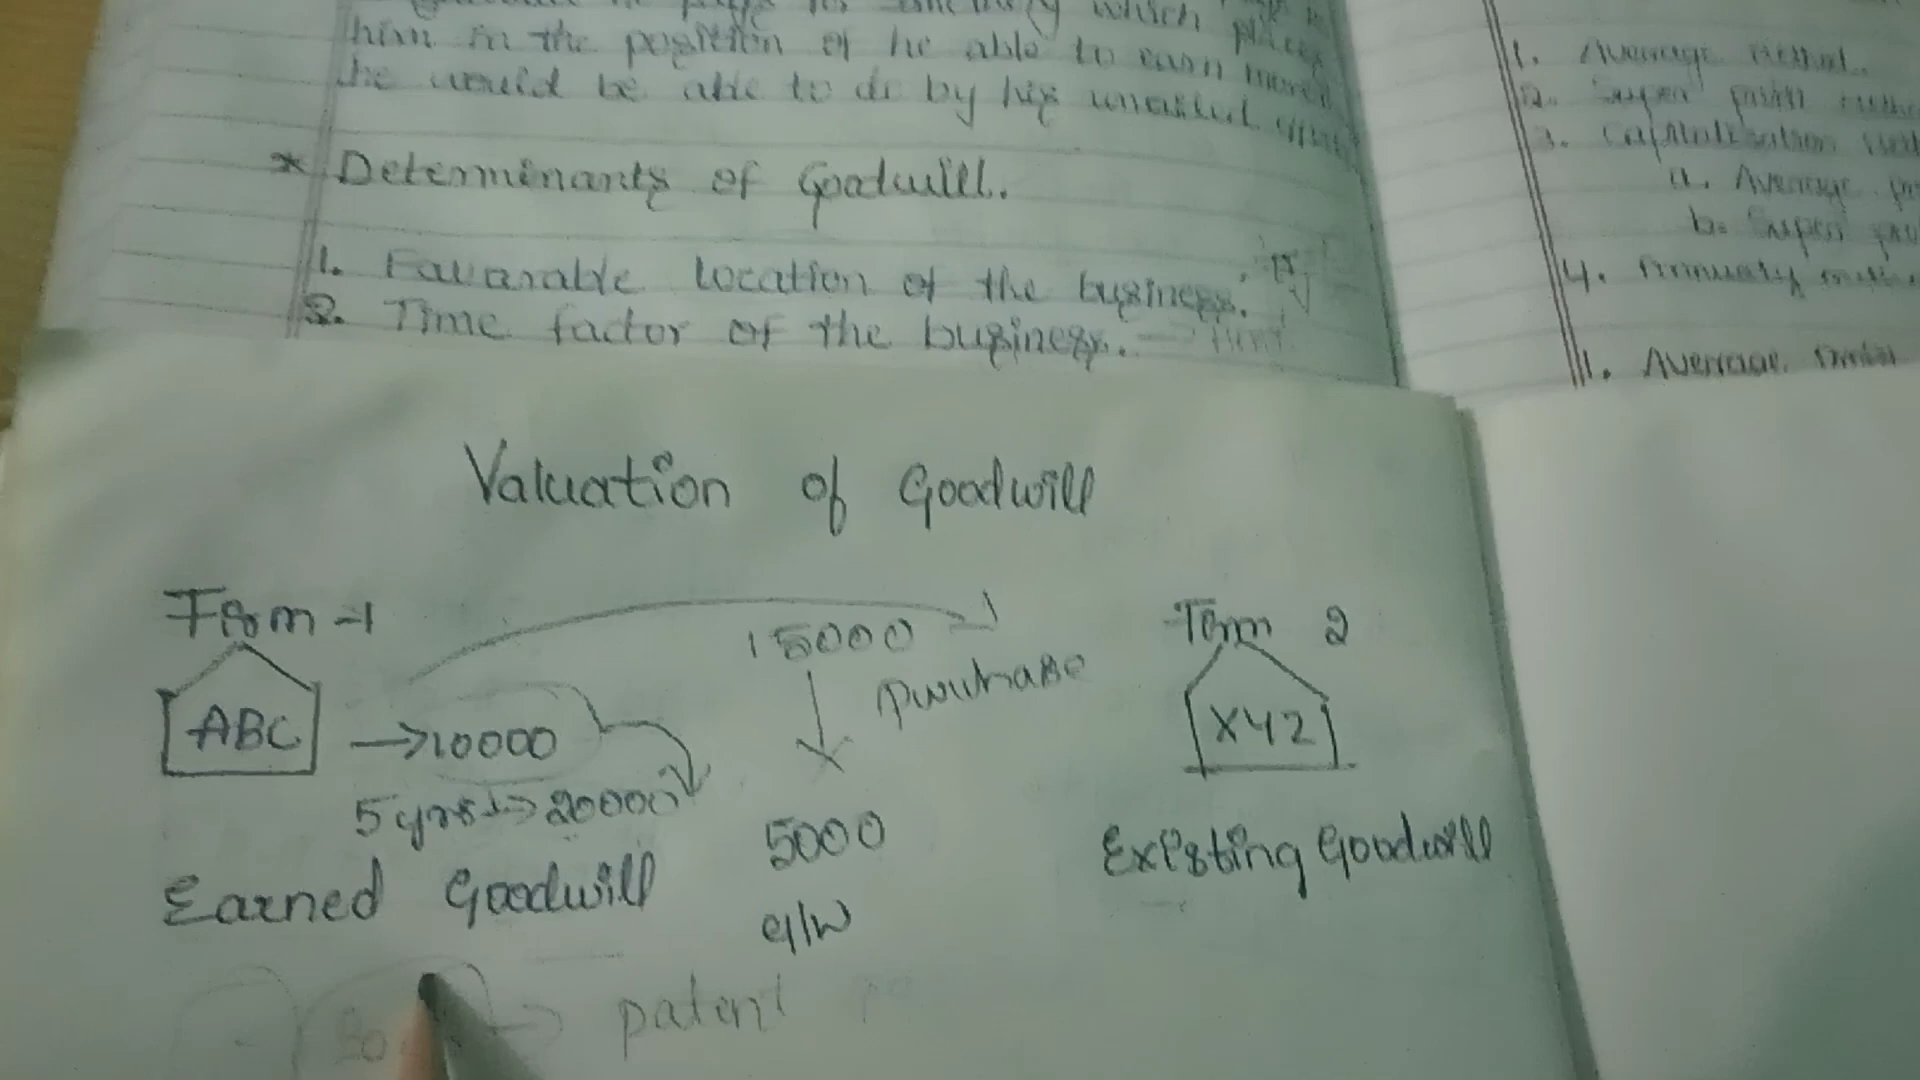 him in the position of he able to earn more
he would be able to do by his unaided
* Determinants of Goodwill.
1. Favarable location of the business.
2. Time factor of the business.
1. Average
2. Super profit
3. Capitalisation
a. Average
b. Super
4. Annuity
1. Average
Valuation of Goodwill
Firm-1
ABC
→10000
5 yrs → 20000
Earned Goodwill
15000
purchase
5000
G/W
Firm 2
XYZ
Existing Goodwill
patent